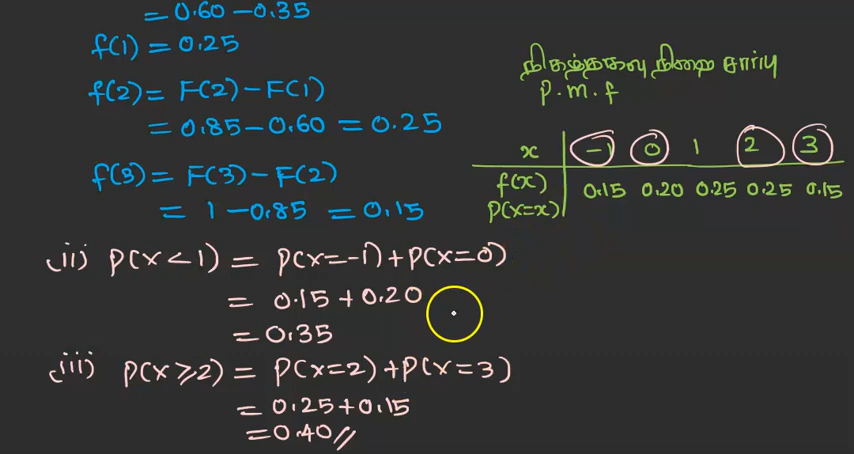 = 0.60 - 0.35
f(1) = 0.25
f(2) = F(2) - F(1)
= 0.85 - 0.60 = 0.25
f(3) = F(3) - F(2)
= 1 - 0.85 = 0.15
நிகழ்தகவு நிறை சார்பு
P.m.f
x -1 0 1 2 3
f(x) 0.15 0.20 0.25 0.25 0.15
P(X=x)
(ii) P(X < 1) = P(X=-1) + P(X=0)
= 0.15 + 0.20
= 0.35
(iii) P(X ⩾ 2) = P(X=2) + P(X=3)
= 0.25 + 0.15
= 0.40//